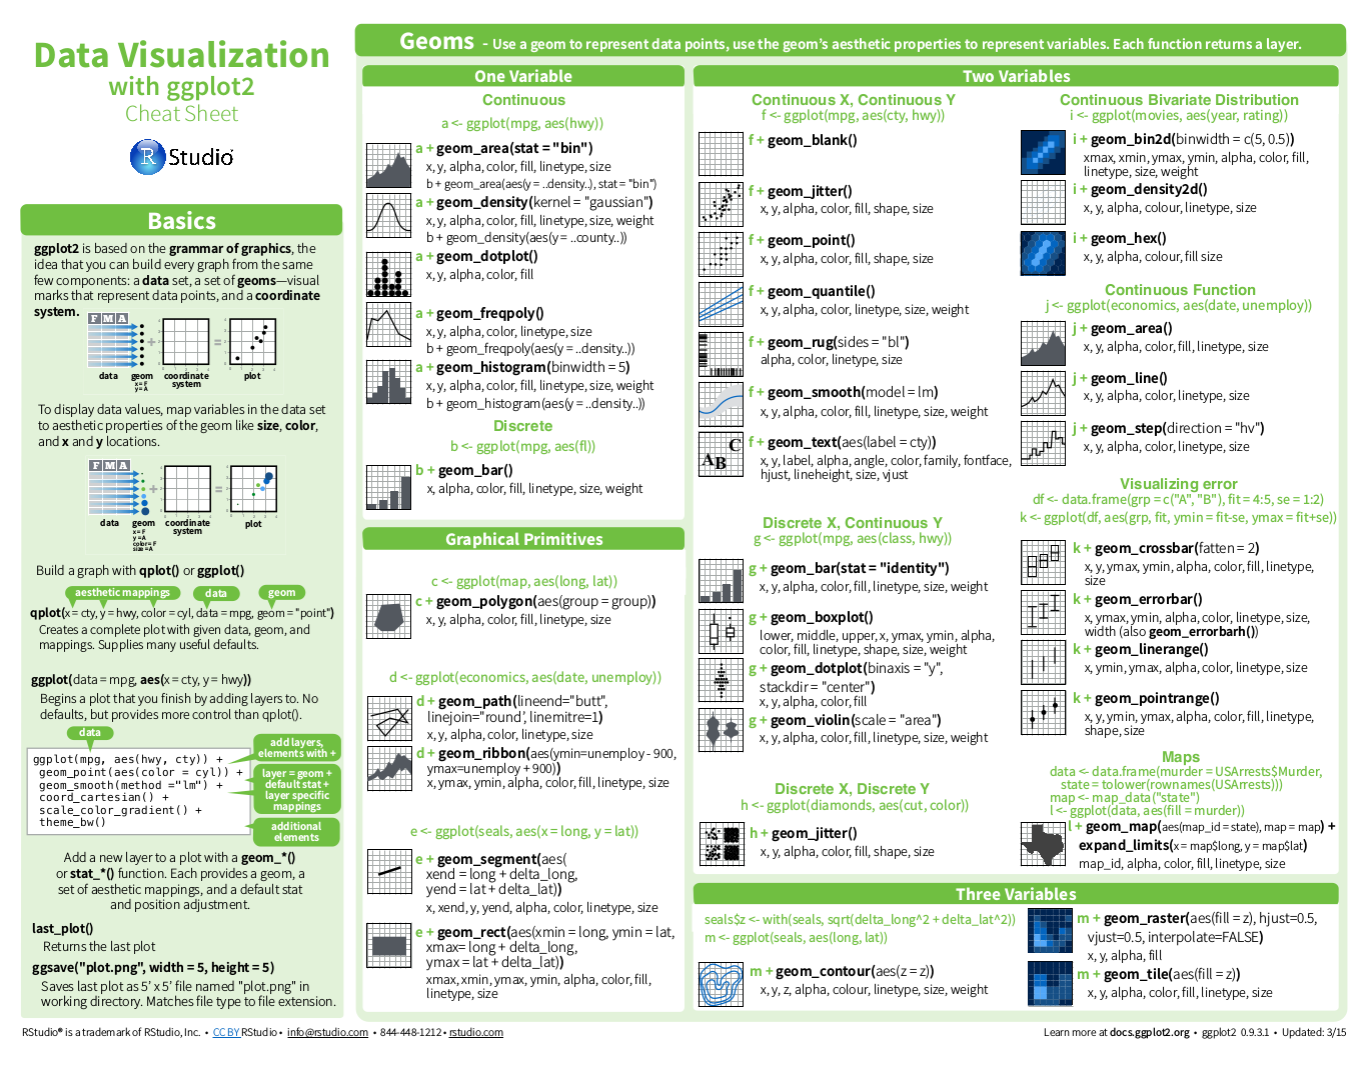 Data Visualization
with ggplot2
Cheat Sheet
R Studio
Basics
ggplot2 is based on the grammar of graphics, the
idea that you can build every graph from the same
few components: a data set, a set of geoms—visual
marks that represent data points, and a coordinate
system.
F M A
data
geom
x = F
y = A
coordinate
system
plot
To display data values, map variables in the data set
to aesthetic properties of the geom like size, color,
and x and y locations.
F M A
data
geom
x = F
y = A
color = F
size = A
coordinate
system
plot
Build a graph with qplot() or ggplot()
aesthetic mappings data geom
qplot(x = cty, y = hwy, color = cyl, data = mpg, geom = "point")
Creates a complete plot with given data, geom, and
mappings. Supplies many useful defaults.
ggplot(data = mpg, aes(x = cty, y = hwy))
Begins a plot that you finish by adding layers to. No
defaults, but provides more control than qplot().
data
ggplot(mpg, aes(hwy, cty)) +
geom_point(aes(color = cyl)) +
geom_smooth(method ="lm") +
coord_cartesian() +
scale_color_gradient() +
theme_bw()
add layers,
elements with +
layer = geom +
default stat +
layer specific
mappings
additional
elements
Add a new layer to a plot with a geom_*()
or stat_*() function. Each provides a geom, a
set of aesthetic mappings, and a default stat
and position adjustment.
last_plot()
Returns the last plot
ggsave("plot.png", width = 5, height = 5)
Saves last plot as 5' x 5' file named "plot.png" in
working directory. Matches file type to file extension.
Geoms - Use a geom to represent data points, use the geom's aesthetic properties to represent variables. Each function returns a layer.
One Variable
Continuous
a <- ggplot(mpg, aes(hwy))
a + geom_area(stat = "bin")
x, y, alpha, color, fill, linetype, size
b + geom_area(aes(y = ..density..), stat = "bin")
a + geom_density(kernel = "gaussian")
x, y, alpha, color, fill, linetype, size, weight
b + geom_density(aes(y = ..county..))
a + geom_dotplot()
x, y, alpha, color, fill
a + geom_freqpoly()
x, y, alpha, color, linetype, size
b + geom_freqpoly(aes(y = ..density..))
a + geom_histogram(binwidth = 5)
x, y, alpha, color, fill, linetype, size, weight
b + geom_histogram(aes(y = ..density..))
Discrete
b <- ggplot(mpg, aes(fl))
b + geom_bar()
x, alpha, color, fill, linetype, size, weight
Graphical Primitives
c <- ggplot(map, aes(long, lat))
c + geom_polygon(aes(group = group))
x, y, alpha, color, fill, linetype, size
d <- ggplot(economics, aes(date, unemploy))
d + geom_path(lineend="butt",
linejoin="round', linemitre=1)
x, y, alpha, color, linetype, size
d + geom_ribbon(aes(ymin=unemploy - 900,
ymax=unemploy + 900))
x, ymax, ymin, alpha, color, fill, linetype, size
e <- ggplot(seals, aes(x = long, y = lat))
e + geom_segment(aes(
xend = long + delta_long,
yend = lat + delta_lat))
x, xend, y, yend, alpha, color, linetype, size
e + geom_rect(aes(xmin = long, ymin = lat,
xmax= long + delta_long,
ymax = lat + delta_lat))
xmax, xmin, ymax, ymin, alpha, color, fill,
linetype, size
Two Variables
Continuous X, Continuous Y
f <- ggplot(mpg, aes(cty, hwy))
f + geom_blank()
f + geom_jitter()
x, y, alpha, color, fill, shape, size
f + geom_point()
x, y, alpha, color, fill, shape, size
f + geom_quantile()
x, y, alpha, color, linetype, size, weight
f + geom_rug(sides = "bl")
alpha, color, linetype, size
f + geom_smooth(model = lm)
x, y, alpha, color, fill, linetype, size, weight
A B C
f + geom_text(aes(label = cty))
x, y, label, alpha, angle, color, family, fontface,
hjust, lineheight, size, vjust
Discrete X, Continuous Y
g <- ggplot(mpg, aes(class, hwy))
g + geom_bar(stat = "identity")
x, y, alpha, color, fill, linetype, size, weight
g + geom_boxplot()
lower, middle, upper, x, ymax, ymin, alpha,
color, fill, linetype, shape, size, weight
g + geom_dotplot(binaxis = "y",
stackdir = "center")
x, y, alpha, color, fill
g + geom_violin(scale = "area")
x, y, alpha, color, fill, linetype, size, weight
Discrete X, Discrete Y
h <- ggplot(diamonds, aes(cut, color))
h + geom_jitter()
x, y, alpha, color, fill, shape, size
Continuous Bivariate Distribution
i <- ggplot(movies, aes(year, rating))
i + geom_bin2d(binwidth = c(5, 0.5))
xmax, xmin, ymax, ymin, alpha, color, fill,
linetype, size, weight
i + geom_density2d()
x, y, alpha, colour, linetype, size
i + geom_hex()
x, y, alpha, colour, fill size
Continuous Function
j <- ggplot(economics, aes(date, unemploy))
j + geom_area()
x, y, alpha, color, fill, linetype, size
j + geom_line()
x, y, alpha, color, linetype, size
j + geom_step(direction = "hv")
x, y, alpha, color, linetype, size
Visualizing error
df <- data.frame(grp = c("A", "B"), fit = 4:5, se = 1:2)
k <- ggplot(df, aes(grp, fit, ymin = fit-se, ymax = fit+se))
k + geom_crossbar(fatten = 2)
x, y, ymax, ymin, alpha, color, fill, linetype,
size
k + geom_errorbar()
x, ymax, ymin, alpha, color, linetype, size,
width (also geom_errorbarh())
k + geom_linerange()
x, ymin, ymax, alpha, color, linetype, size
k + geom_pointrange()
x, y, ymin, ymax, alpha, color, fill, linetype,
shape, size
Maps
data <- data.frame(murder = USArrests$Murder,
state = tolower(rownames(USArrests)))
map <- map_data("state")
l <- ggplot(data, aes(fill = murder))
l + geom_map(aes(map_id = state), map = map) +
expand_limits(x = map$long, y = map$lat)
map_id, alpha, color, fill, linetype, size
Three Variables
seals$z <- with(seals, sqrt(delta_long^2 + delta_lat^2))
m <- ggplot(seals, aes(long, lat))
m + geom_contour(aes(z = z))
x, y, z, alpha, colour, linetype, size, weight
m + geom_raster(aes(fill = z), hjust=0.5,
vjust=0.5, interpolate=FALSE)
x, y, alpha, fill
m + geom_tile(aes(fill = z))
x, y, alpha, color, fill, linetype, size
RStudio® is a trademark of RStudio, Inc. • CC BY RStudio • info@rstudio.com • 844-448-1212 • rstudio.com
Learn more at docs.ggplot2.org • ggplot2 0.9.3.1 • Updated: 3/15